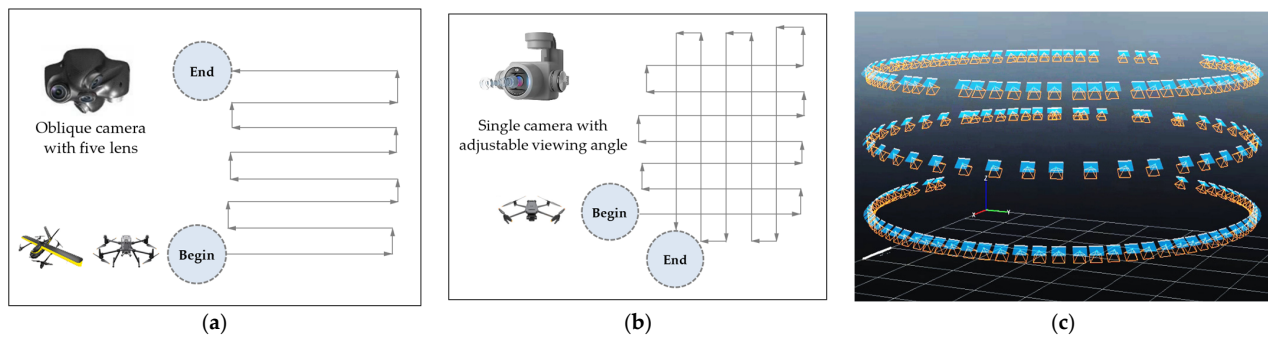 End
Oblique camera
with five lens
Begin
(a)
Single camera with
adjustable viewing angle
Begin
End
(b)
Z
X
Y
(c)